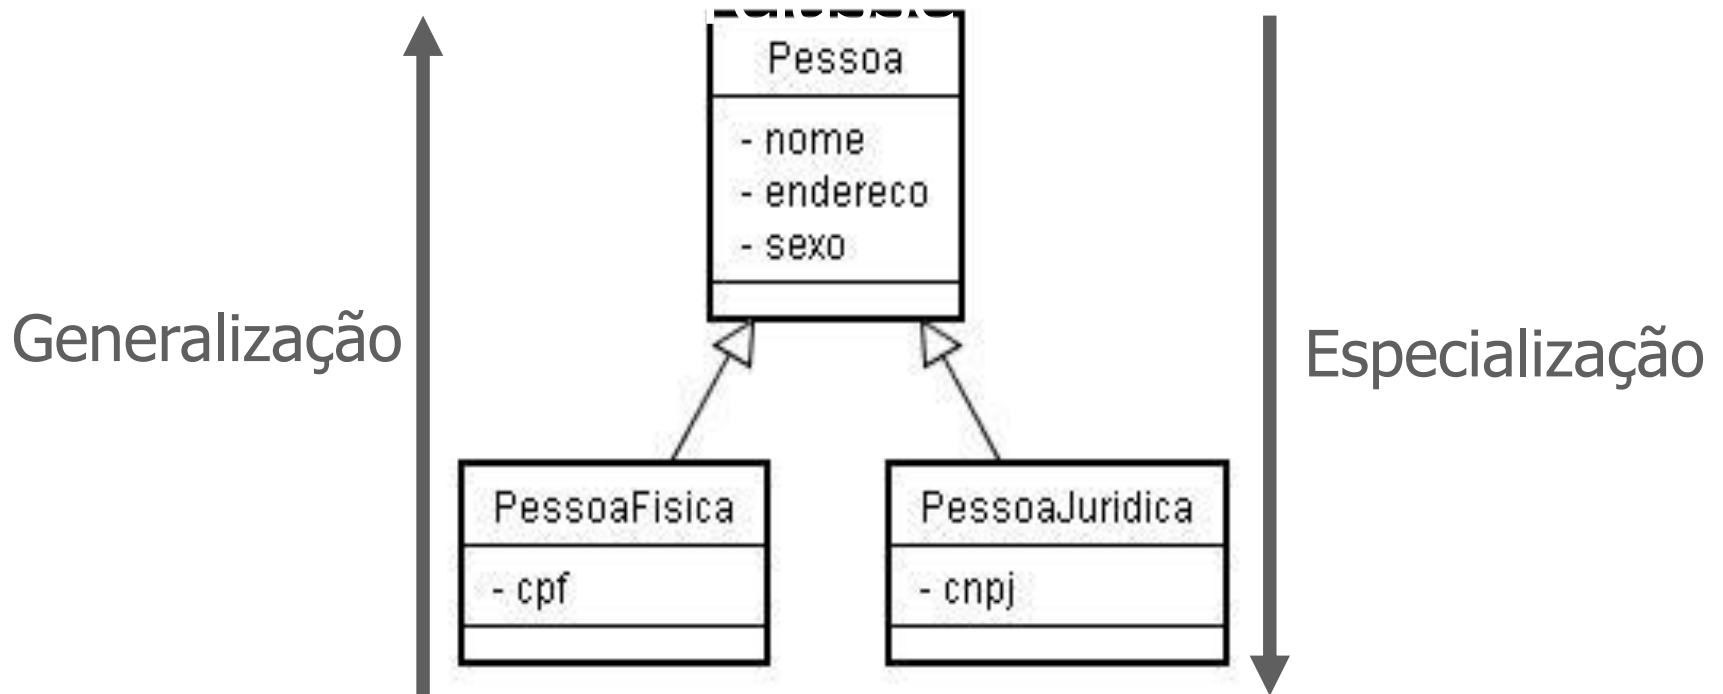 Pessoa
- nome
- endereco
- sexo
Generalização
Especialização
PessoaFisica
- cpf
PessoaJuridica
- cnpj